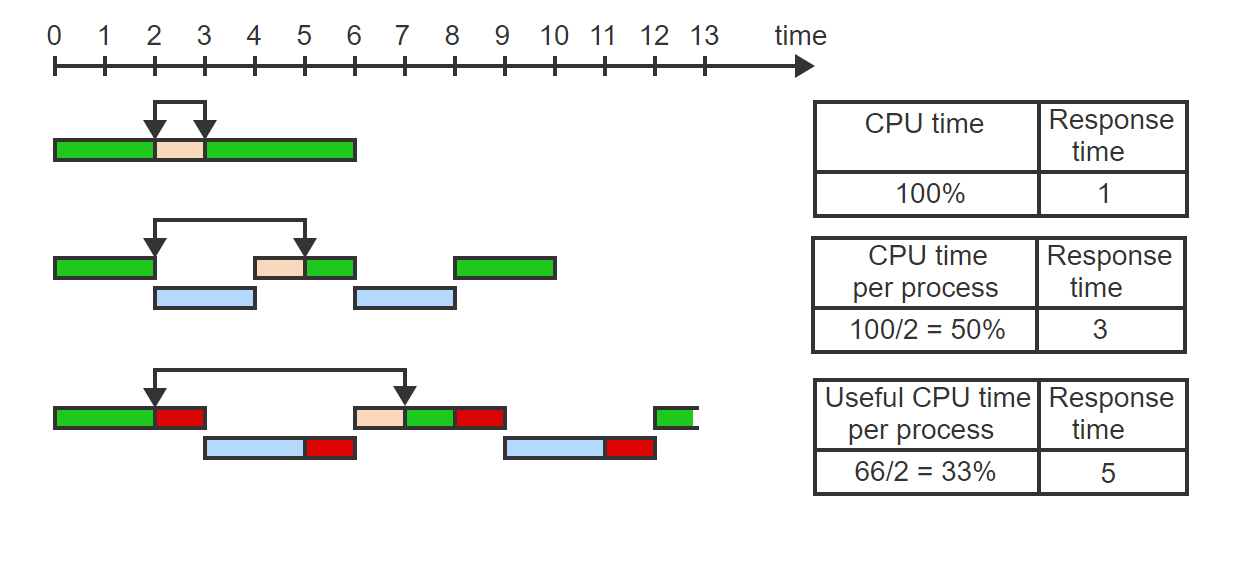 0 1 2 3 4 5 6 7 8 9 10 11 12 13 time
CPU time
Response
time
100%
1
CPU time
per process
Response
time
100/2 = 50%
3
Useful CPU time
per process
Response
time
66/2 = 33%
5